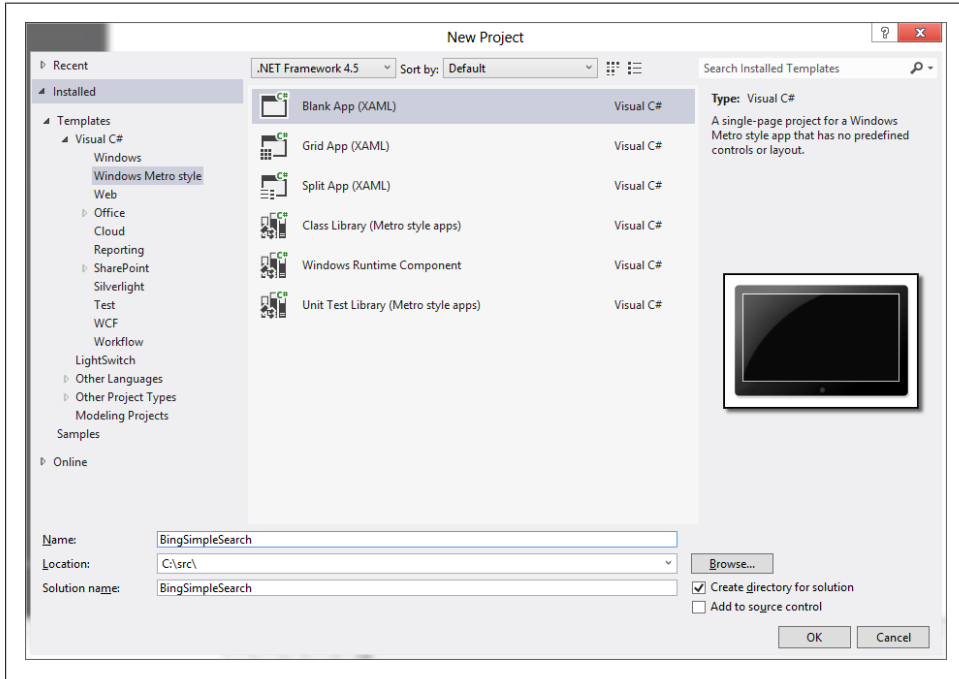 New Project
Recent
.NET Framework 4.5
Sort by: Default
Search Installed Templates
Installed
Templates
Visual C#
Windows
Windows Metro style
Web
Office
Cloud
Reporting
SharePoint
Silverlight
Test
WCF
Workflow
LightSwitch
Other Languages
Other Project Types
Modeling Projects
Samples
Online
Blank App (XAML) Visual C#
Grid App (XAML) Visual C#
Split App (XAML) Visual C#
Class Library (Metro style apps) Visual C#
Windows Runtime Component Visual C#
Unit Test Library (Metro style apps) Visual C#
Type: Visual C#
A single-page project for a Windows
Metro style app that has no predefined
controls or layout.
Name: BingSimpleSearch
Location: C:\src\
Browse...
Solution name: BingSimpleSearch
Create directory for solution
Add to source control
OK
Cancel